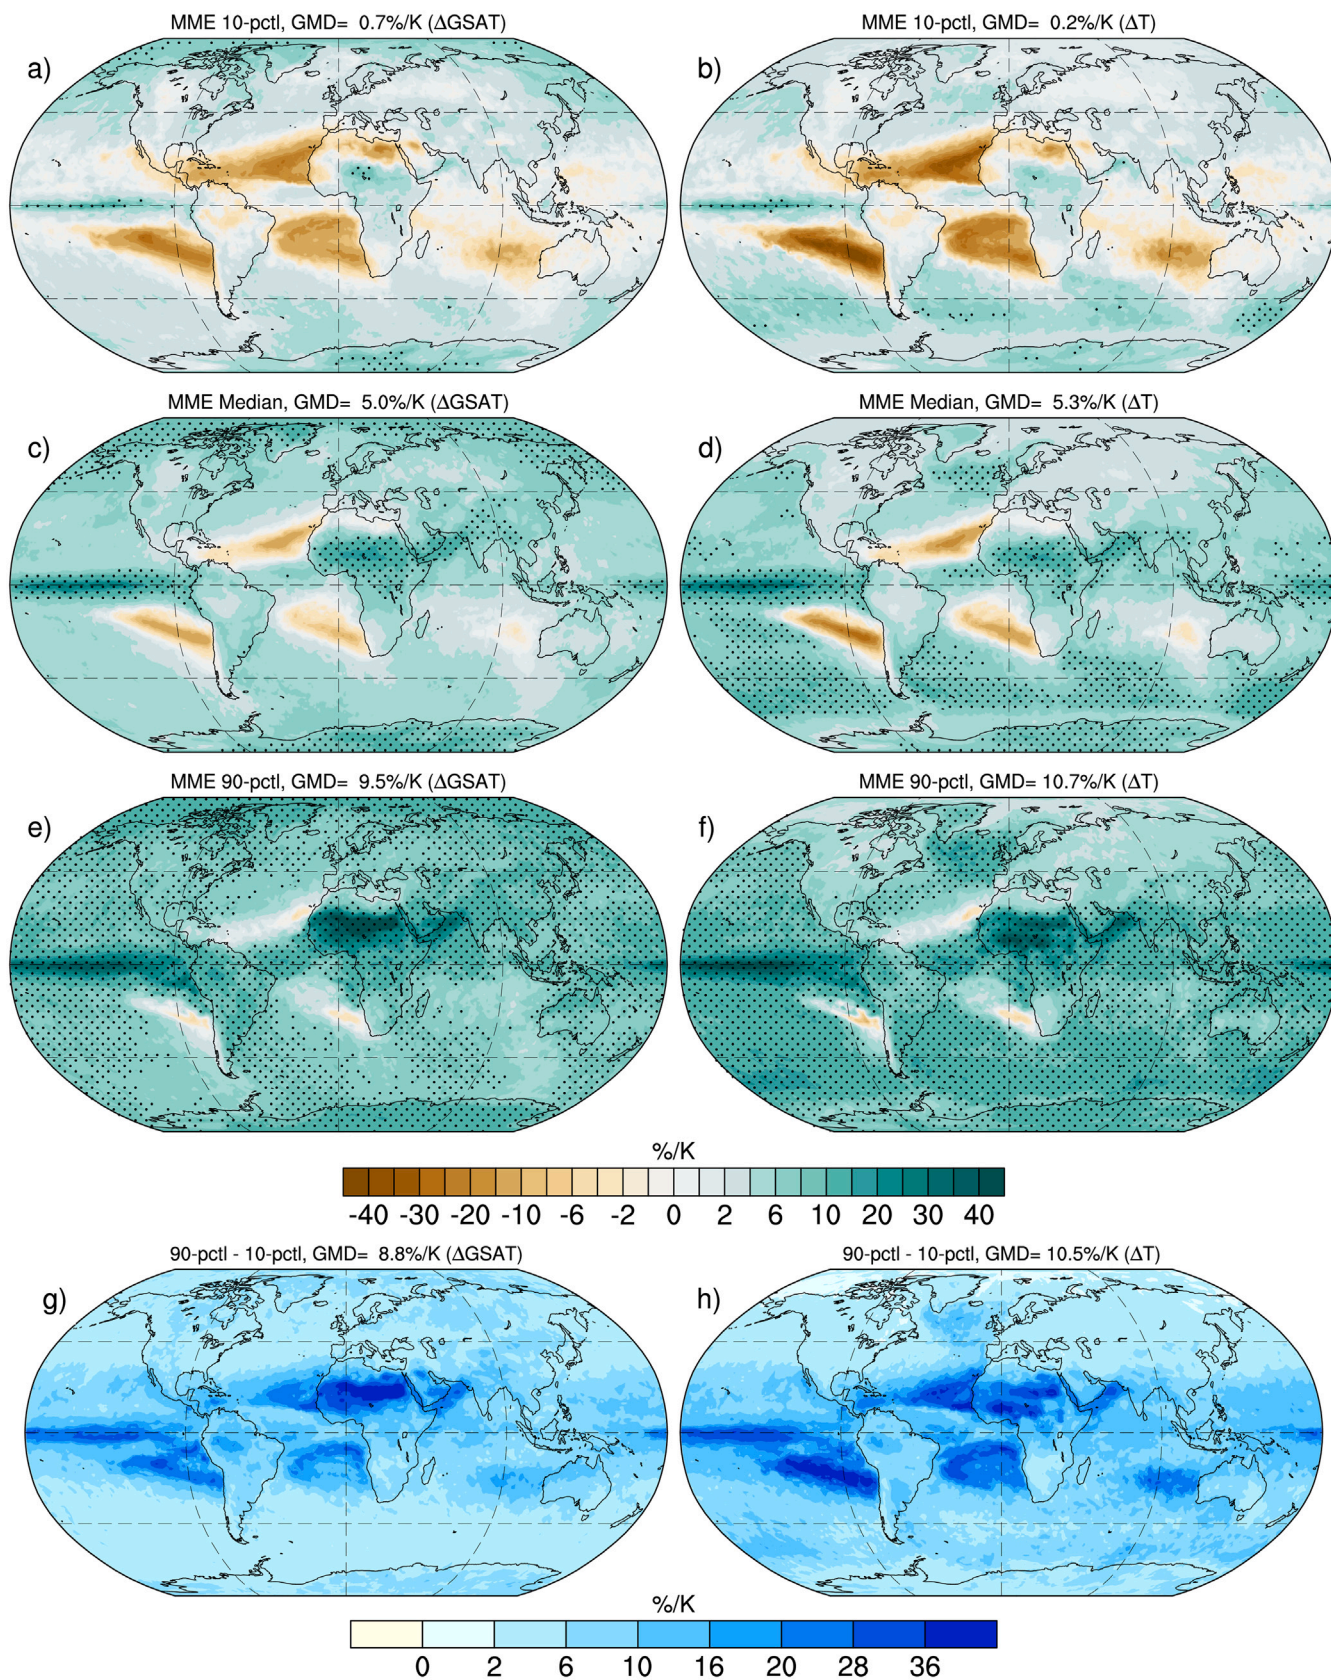 MME 10-pctl, GMD= 0.7%/K (ΔGSAT)
MME 10-pctl, GMD= 0.2%/K (ΔT)
a)
b)
MME Median, GMD= 5.0%/K (ΔGSAT)
MME Median, GMD= 5.3%/K (ΔT)
c)
d)
MME 90-pctl, GMD= 9.5%/K (ΔGSAT)
MME 90-pctl, GMD= 10.7%/K (ΔT)
e)
f)
%/K
-40 -30 -20 -10 -6 -2 0 2 6 10 20 30 40
90-pctl - 10-pctl, GMD= 8.8%/K (ΔGSAT)
90-pctl - 10-pctl, GMD= 10.5%/K (ΔT)
g)
h)
%/K
0 2 6 10 16 20 28 36